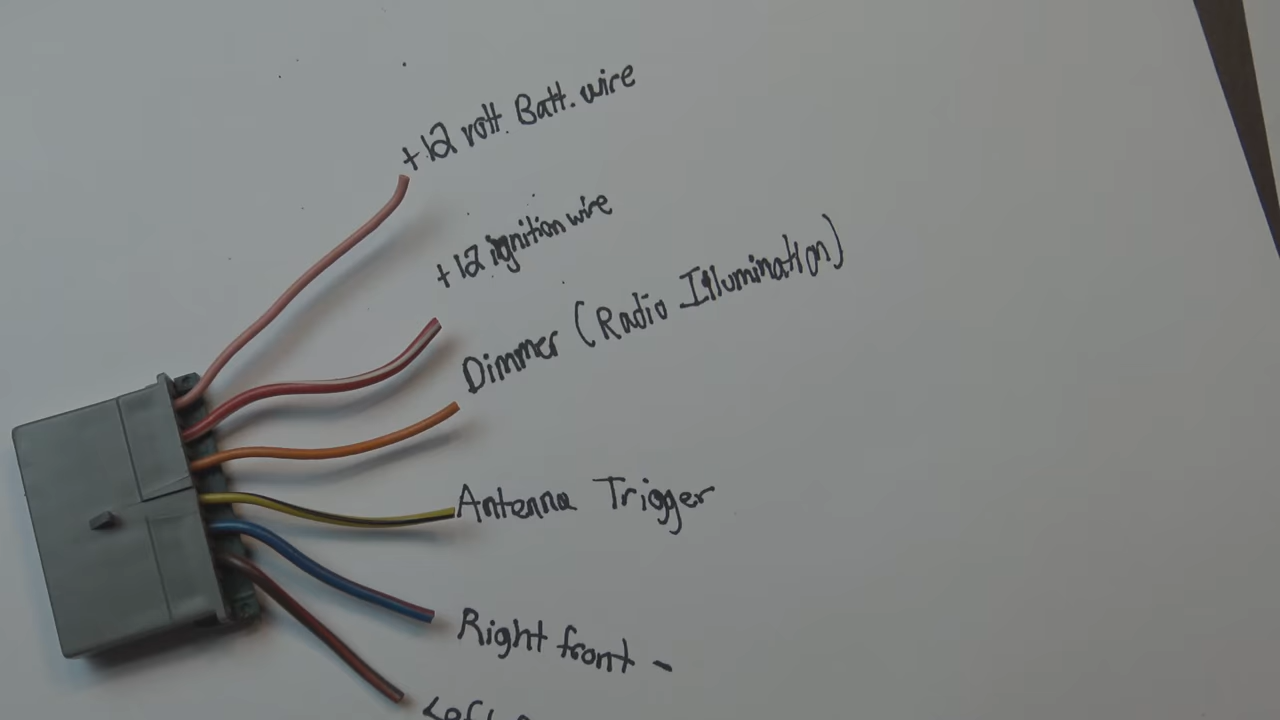 +12 volt. Batt. wire
+12 ignition wire
Dimmer (Radio Illumination)
Antenna Trigger
Right front -